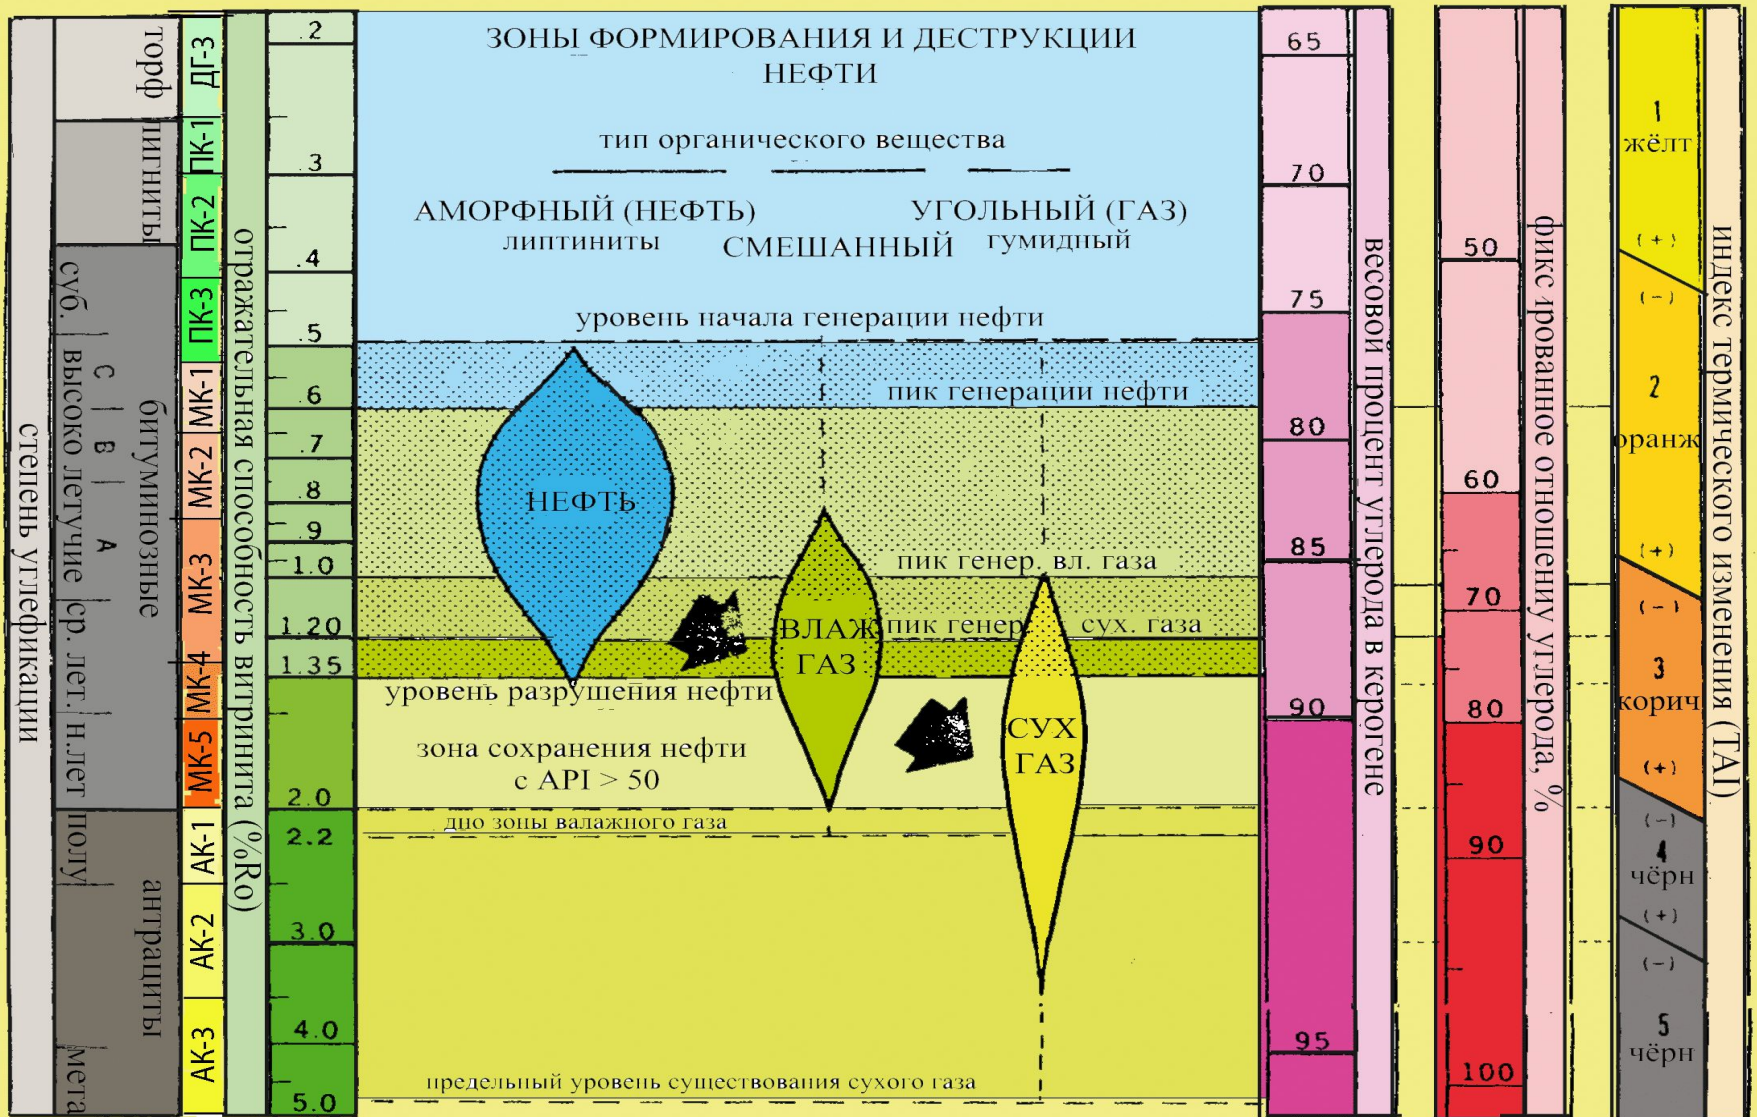 ЗОНЫ ФОРМИРОВАНИЯ И ДЕСТРУКЦИИ
НЕФТИ
тип органического вещества
АМОРФНЫЙ (НЕФТЬ)
липтиниты
СМЕШАННЫЙ
УГОЛЬНЫЙ (ГАЗ)
гумидный
уровень начала генерации нефти
пик генерации нефти
НЕФТЬ
пик генер. вл. газа
ВЛАЖ
ГАЗ
пик генер
сух. газа
уровень разрушения нефти
зона сохранения нефти
с API > 50
СУХ
ГАЗ
дно зоны валажного газа
предельный уровень существования сухого газа
степень углефикации
торф
лигниты
суб.
высоко летучие
ср. лет.
н.лет
полу
мета
C
B
A
битуминозные
антрациты
ДГ-3
ПК-1
ПК-2
ПК-3
МК-1
МК-2
МК-3
МК-4
МК-5
АК-1
АК-2
АК-3
отражательная способность витринита (%Ro)
.2
.3
.4
.5
.6
.7
.8
.9
1.0
1.20
1.35
2.0
2.2
3.0
4.0
5.0
65
70
75
80
85
90
95
весовой процент углерода в керогене
50
60
70
80
90
100
фиксированное отношение углерода, %
1
жёлт
(+)
(-)
2
оранж
(+)
(-)
3
корич
(+)
(-)
4
чёрн
(+)
(-)
5
чёрн
индекс термического изменения (TAI)